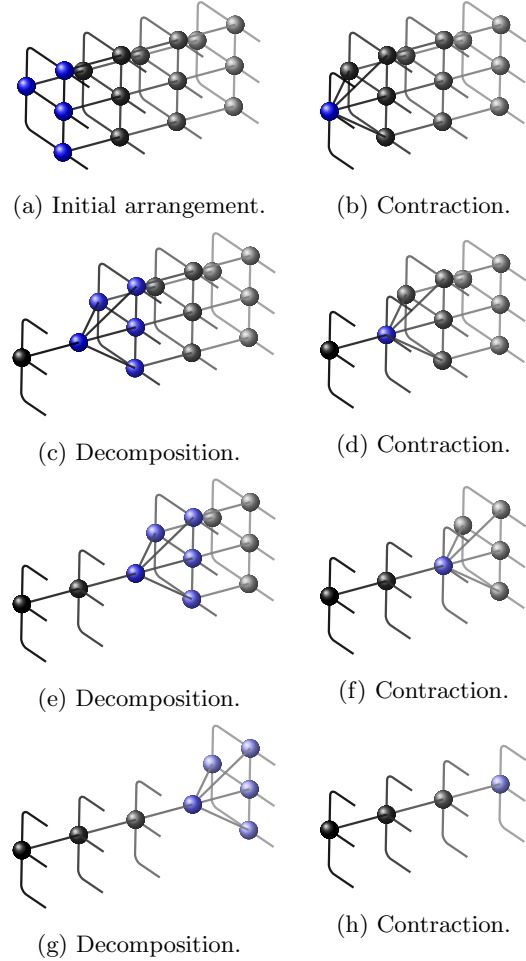 (a) Initial arrangement.
(b) Contraction.
(c) Decomposition.
(d) Contraction.
(e) Decomposition.
(f) Contraction.
(g) Decomposition.
(h) Contraction.